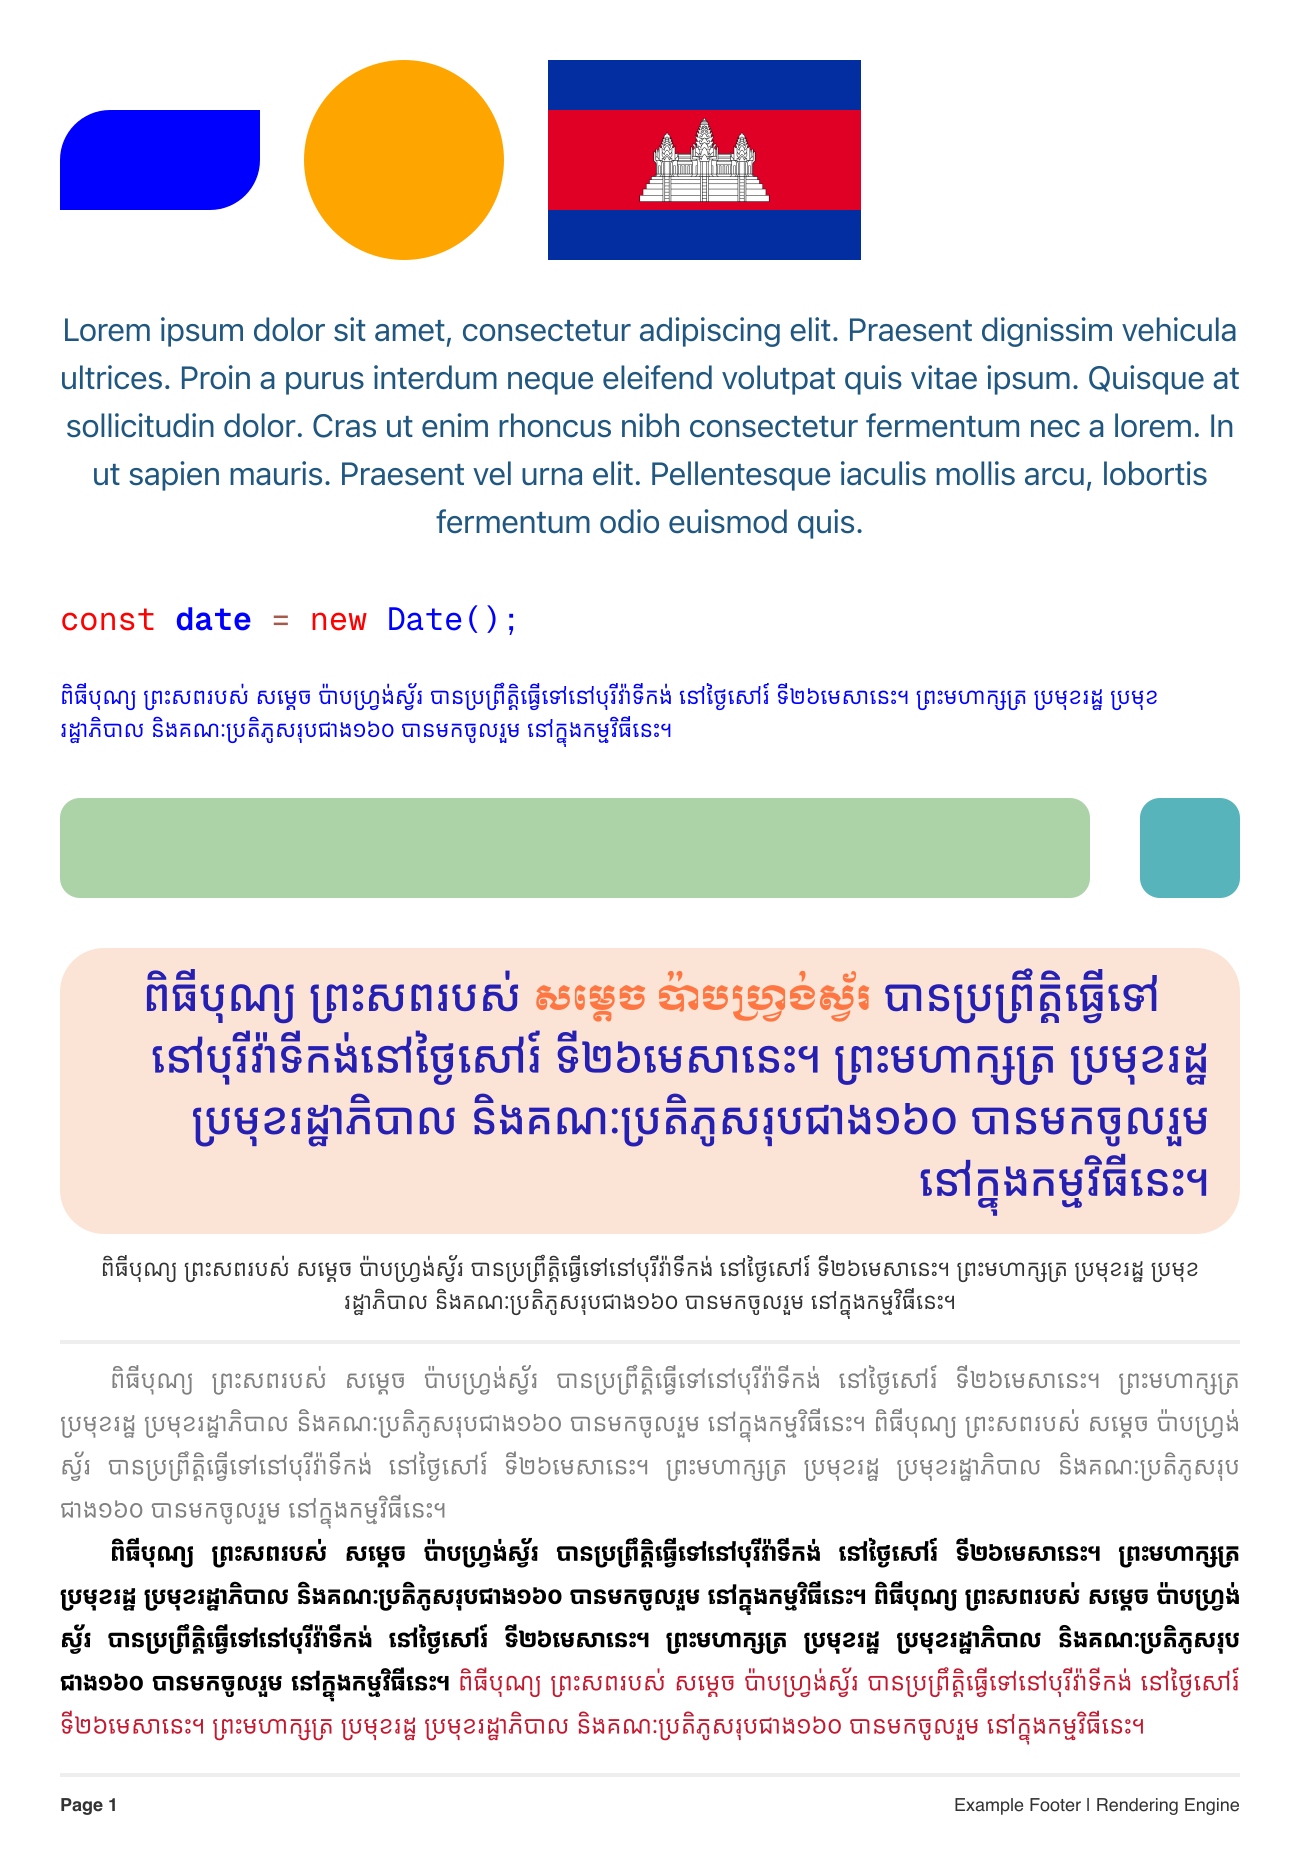 Lorem ipsum dolor sit amet, consectetur adipiscing elit. Praesent dignissim vehicula
ultrices. Proin a purus interdum neque eleifend volutpat quis vitae ipsum. Quisque at
sollicitudin dolor. Cras ut enim rhoncus nibh consectetur fermentum nec a lorem. In
ut sapien mauris. Praesent vel urna elit. Pellentesque iaculis mollis arcu, lobortis
fermentum odio euismod quis.
const date = new Date();
ពិធីបុណ្យ ព្រះសពរបស់ សម្តេច ប៉ាបហ្វ្រង់ស្វ័រ បានប្រព្រឹត្តិធ្វើទៅនៅបុរីវ៉ាទីកង់ នៅថ្ងៃសៅរ៍ ទី២៦មេសានេះ។ ព្រះមហាក្សត្រ ប្រមុខរដ្ឋ ប្រមុខ
រដ្ឋាភិបាល និងគណៈប្រតិភូសរុបជាង១៦០ បានមកចូលរួម នៅក្នុងកម្មវិធីនេះ។
ពិធីបុណ្យ ព្រះសពរបស់ សម្តេច ប៉ាបហ្វ្រង់ស្វ័រ បានប្រព្រឹត្តិធ្វើទៅ
នៅបុរីវ៉ាទីកង់នៅថ្ងៃសៅរ៍ ទី២៦មេសានេះ។ ព្រះមហាក្សត្រ ប្រមុខរដ្ឋ
ប្រមុខរដ្ឋាភិបាល និងគណៈប្រតិភូសរុបជាង១៦០ បានមកចូលរួម
នៅក្នុងកម្មវិធីនេះ។
ពិធីបុណ្យ ព្រះសពរបស់ សម្តេច ប៉ាបហ្វ្រង់ស្វ័រ បានប្រព្រឹត្តិធ្វើទៅនៅបុរីវ៉ាទីកង់ នៅថ្ងៃសៅរ៍ ទី២៦មេសានេះ។ ព្រះមហាក្សត្រ ប្រមុខរដ្ឋ ប្រមុខ
រដ្ឋាភិបាល និងគណៈប្រតិភូសរុបជាង១៦០ បានមកចូលរួម នៅក្នុងកម្មវិធីនេះ។
ពិធីបុណ្យ ព្រះសពរបស់ សម្តេច ប៉ាបហ្វ្រង់ស្វ័រ បានប្រព្រឹត្តិធ្វើទៅនៅបុរីវ៉ាទីកង់ នៅថ្ងៃសៅរ៍ ទី២៦មេសានេះ។ ព្រះមហាក្សត្រ
ប្រមុខរដ្ឋ ប្រមុខរដ្ឋាភិបាល និងគណៈប្រតិភូសរុបជាង១៦០ បានមកចូលរួម នៅក្នុងកម្មវិធីនេះ។ ពិធីបុណ្យ ព្រះសពរបស់ សម្តេច ប៉ាបហ្វ្រង់
ស្វ័រ បានប្រព្រឹត្តិធ្វើទៅនៅបុរីវ៉ាទីកង់ នៅថ្ងៃសៅរ៍ ទី២៦មេសានេះ។ ព្រះមហាក្សត្រ ប្រមុខរដ្ឋ ប្រមុខរដ្ឋាភិបាល និងគណៈប្រតិភូសរុប
ជាង១៦០ បានមកចូលរួម នៅក្នុងកម្មវិធីនេះ។
ពិធីបុណ្យ ព្រះសពរបស់ សម្តេច ប៉ាបហ្វ្រង់ស្វ័រ បានប្រព្រឹត្តិធ្វើទៅនៅបុរីវ៉ាទីកង់ នៅថ្ងៃសៅរ៍ ទី២៦មេសានេះ។ ព្រះមហាក្សត្រ
ប្រមុខរដ្ឋ ប្រមុខរដ្ឋាភិបាល និងគណៈប្រតិភូសរុបជាង១៦០ បានមកចូលរួម នៅក្នុងកម្មវិធីនេះ។ ពិធីបុណ្យ ព្រះសពរបស់ សម្តេច ប៉ាបហ្វ្រង់
ស្វ័រ បានប្រព្រឹត្តិធ្វើទៅនៅបុរីវ៉ាទីកង់ នៅថ្ងៃសៅរ៍ ទី២៦មេសានេះ។ ព្រះមហាក្សត្រ ប្រមុខរដ្ឋ ប្រមុខរដ្ឋាភិបាល និងគណៈប្រតិភូសរុប
ជាង១៦០ បានមកចូលរួម នៅក្នុងកម្មវិធីនេះ។ ពិធីបុណ្យ ព្រះសពរបស់ សម្តេច ប៉ាបហ្វ្រង់ស្វ័រ បានប្រព្រឹត្តិធ្វើទៅនៅបុរីវ៉ាទីកង់ នៅថ្ងៃសៅរ៍
ទី២៦មេសានេះ។ ព្រះមហាក្សត្រ ប្រមុខរដ្ឋ ប្រមុខរដ្ឋាភិបាល និងគណៈប្រតិភូសរុបជាង១៦០ បានមកចូលរួម នៅក្នុងកម្មវិធីនេះ។
Page 1
Example Footer | Rendering Engine